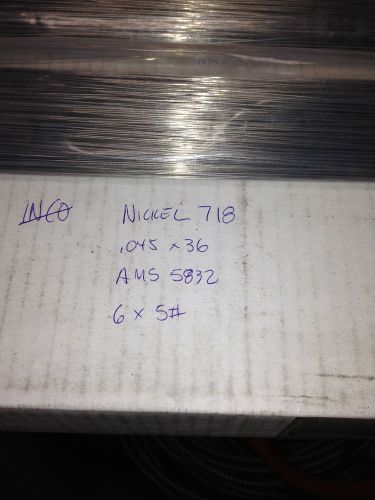 INCO NICKEL 718
.045 x 36
AMS 5832
6 x 5#